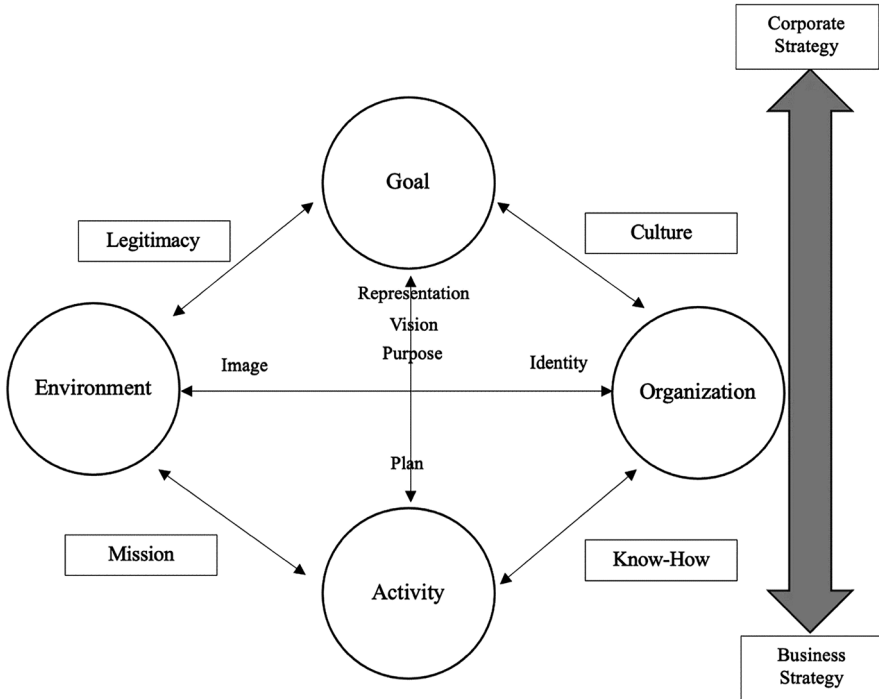 Corporate
Strategy
Goal
Legitimacy
Culture
Representation
Vision
Purpose
Image
Identity
Environment
Organization
Plan
Mission
Know-How
Activity
Business
Strategy